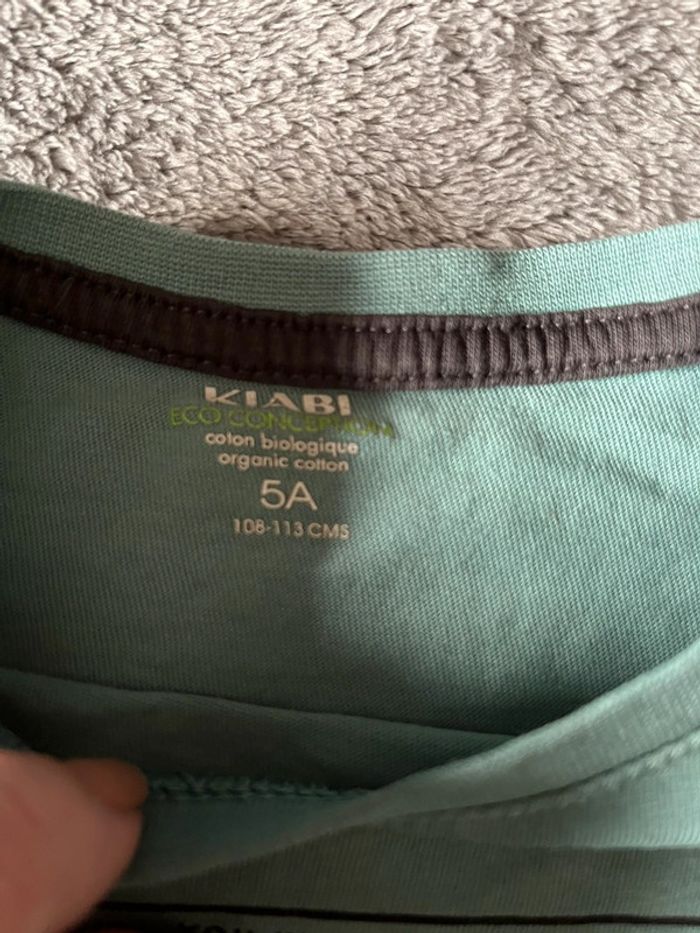 KIABI
ECO CONCEPTION
coton biologique
organic cotton
5A
108-113 CMS